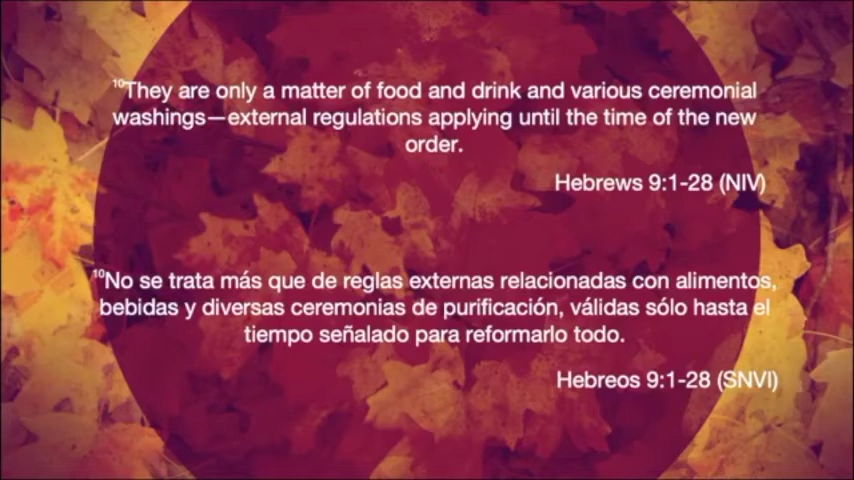 ¹⁰They are only a matter of food and drink and various ceremonial
washings—external regulations applying until the time of the new
order.
Hebrews 9:1-28 (NIV)
¹⁰No se trata más que de reglas externas relacionadas con alimentos,
bebidas y diversas ceremonias de purificación, válidas sólo hasta el
tiempo señalado para reformarlo todo.
Hebreos 9:1-28 (SNVI)